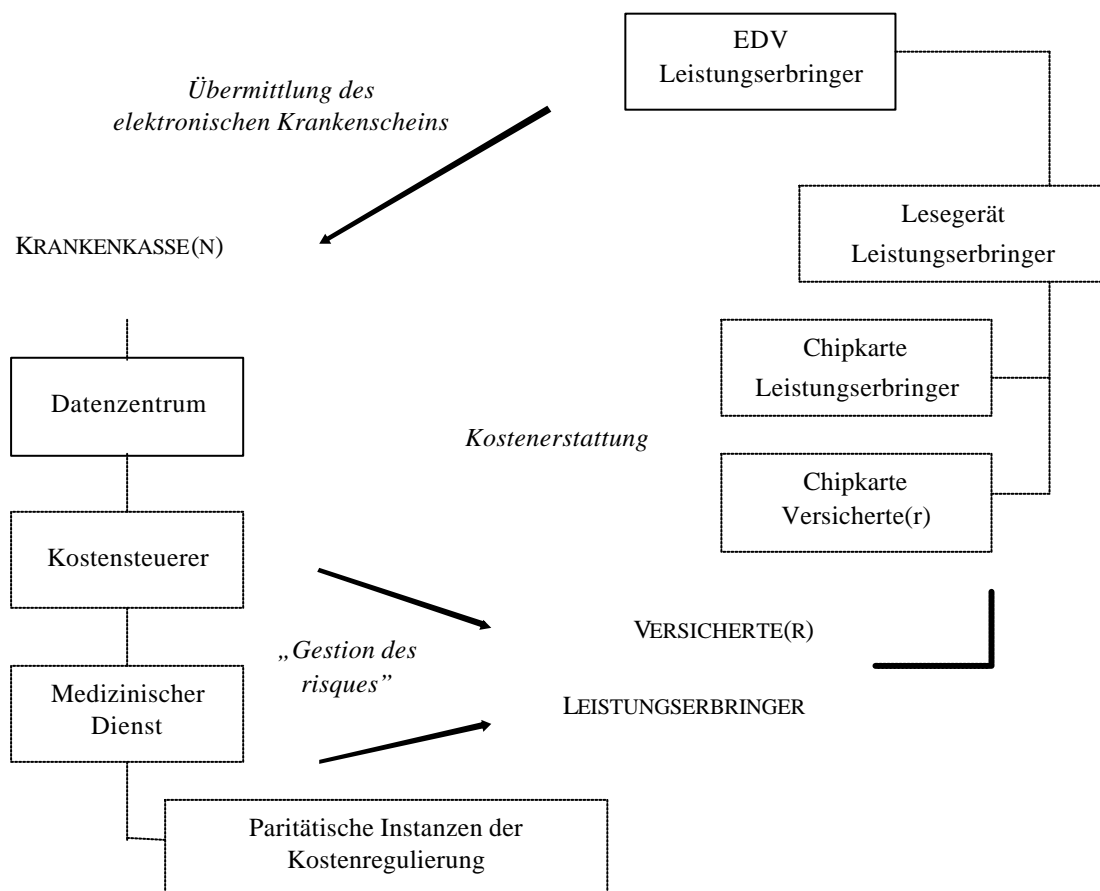 EDV
Leistungserbringer
Übermittlung des
elektronischen Krankenscheins
Lesegerät
Leistungserbringer
KRANKENKASSE(N)
Chipkarte
Leistungserbringer
Datenzentrum
Kostenerstattung
Chipkarte
Versicherte(r)
Kostensteuerer
VERSICHERTE(R)
„Gestion des
risques”
Medizinischer
Dienst
LEISTUNGSERBRINGER
Paritätische Instanzen der
Kostenregulierung